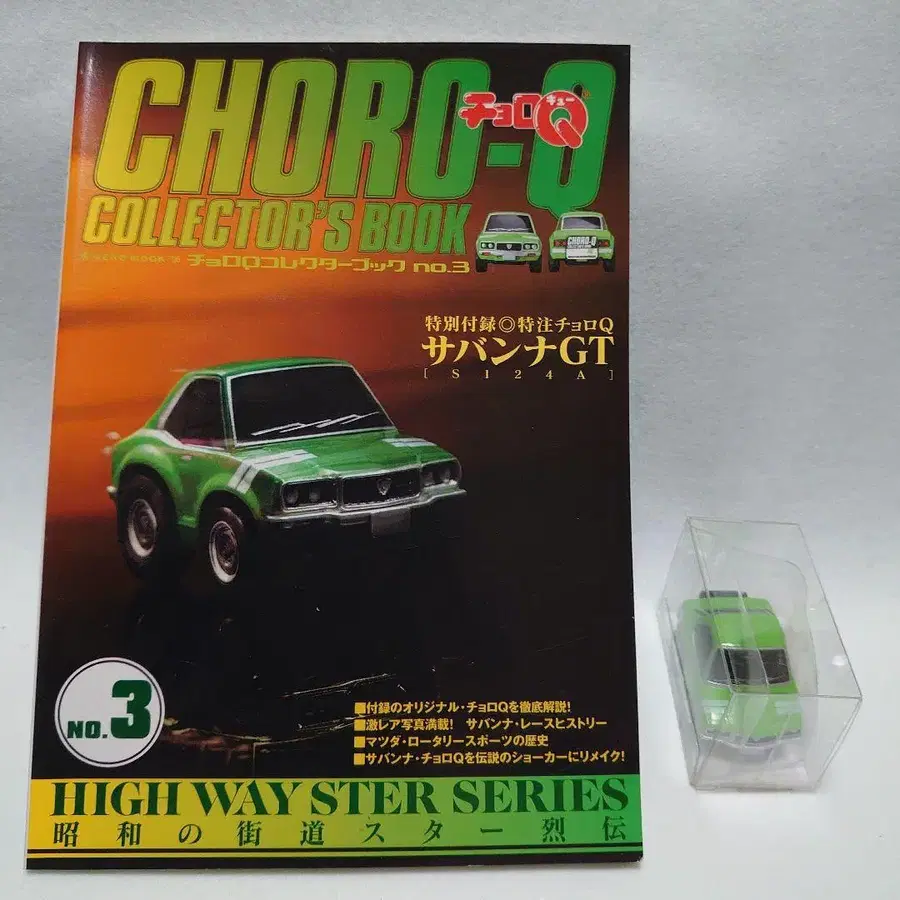 CHORO-Q
チョロQ
キュー
COLLECTOR'S BOOK
チョロQコレクターブック no.3
CHORO-Q
特別付録◎特注チョロQ
サバンナGT
[ S124A ]
NO.3
■付録のオリジナル・チョロQを徹底解説!
■激レア写真満載! サバンナ・レースヒストリー
■マツダ・ロータリースポーツの歴史
■サバンナ・チョロQを伝説のショーカーにリメイク!
HIGH WAY STER SERIES
昭和の街道スター烈伝